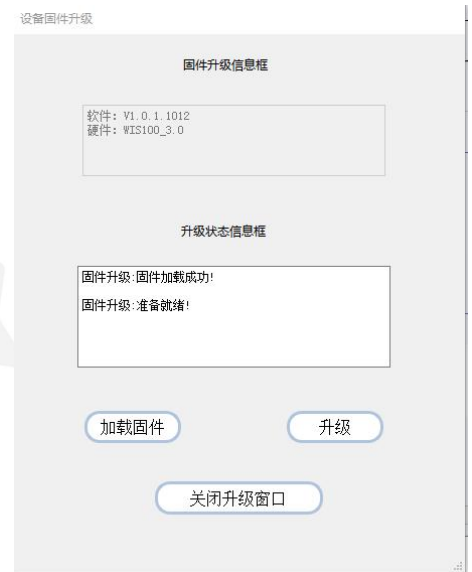 设备固件升级
固件升级信息框
软件: V1.0.1.1012
硬件: WIS100_3.0
升级状态信息框
固件升级:固件加载成功!
固件升级:准备就绪!
加载固件
升级
关闭升级窗口